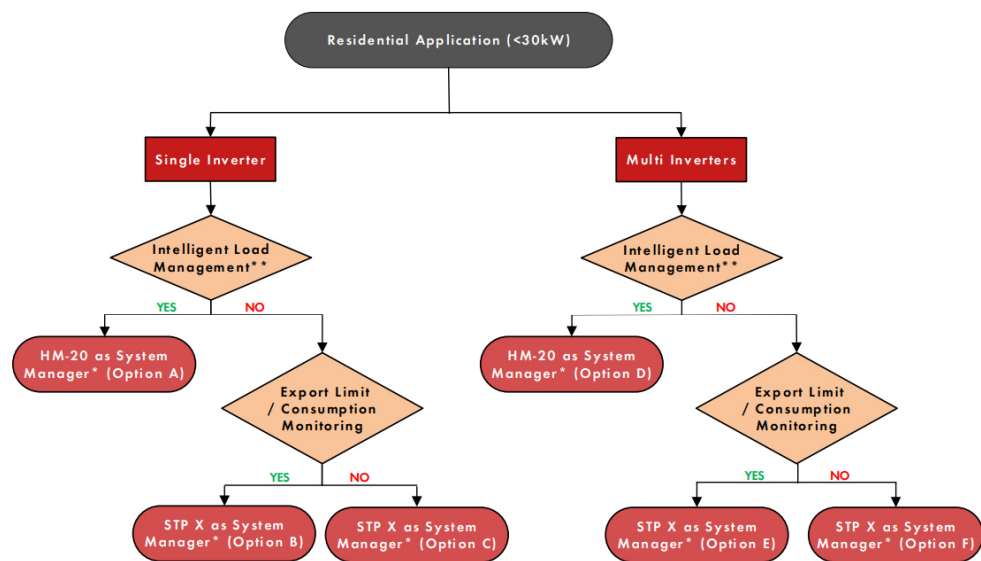 Residential Application (<30kW)
Single Inverter
Multi Inverters
Intelligent Load
Management**
Intelligent Load
Management**
YES
NO
YES
NO
HM-20 as System
Manager* (Option A)
HM-20 as System
Manager* (Option D)
Export Limit
/ Consumption
Monitoring
Export Limit
/ Consumption
Monitoring
YES
NO
YES
NO
STP X as System
Manager* (Option B)
STP X as System
Manager* (Option C)
STP X as System
Manager* (Option E)
STP X as System
Manager* (Option F)